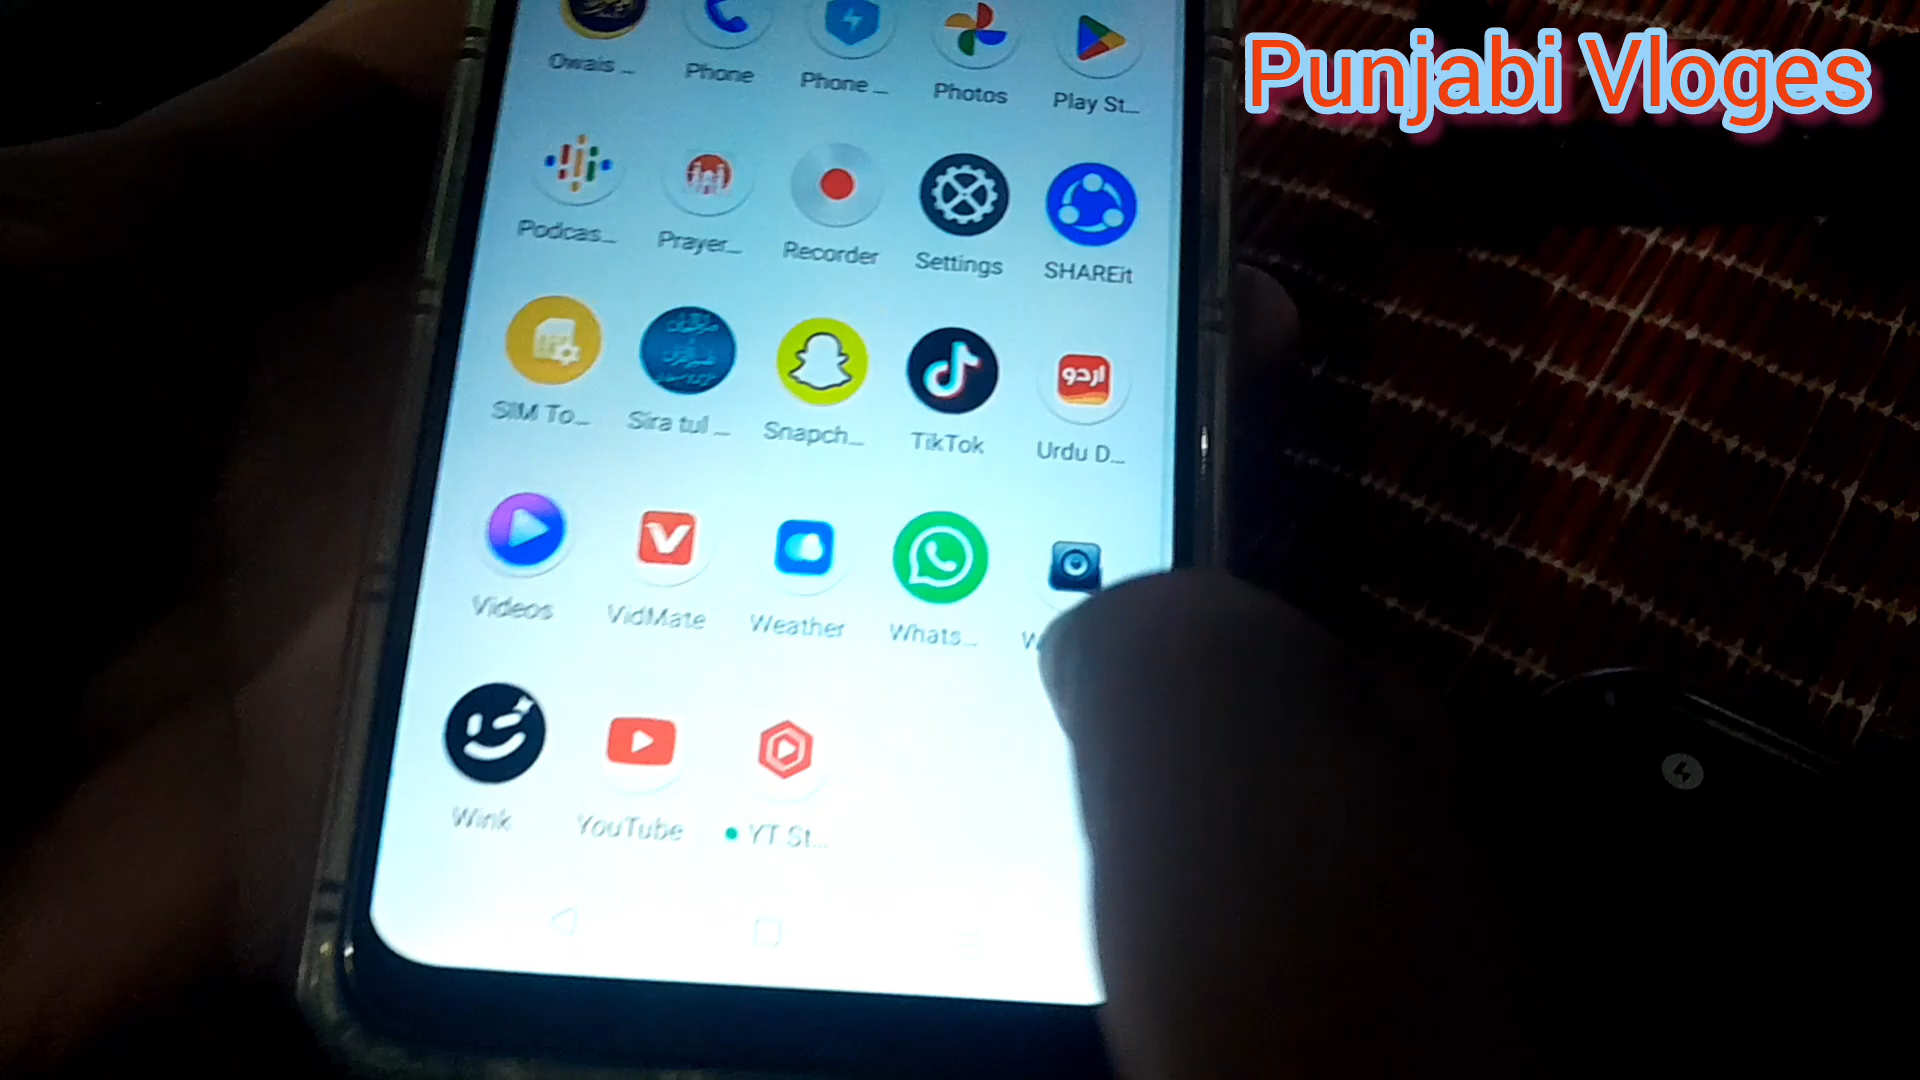 Punjabi Vloges
Owais ...
Phone
Phone ...
Photos
Play St...
Podcas...
Prayer...
Recorder
Settings
SHAREit
SIM To...
Sira tul ...
Snapch...
TikTok
اردو
Urdu D...
Videos
VidMate
Weather
Whats...
Wink
YouTube
YT St...